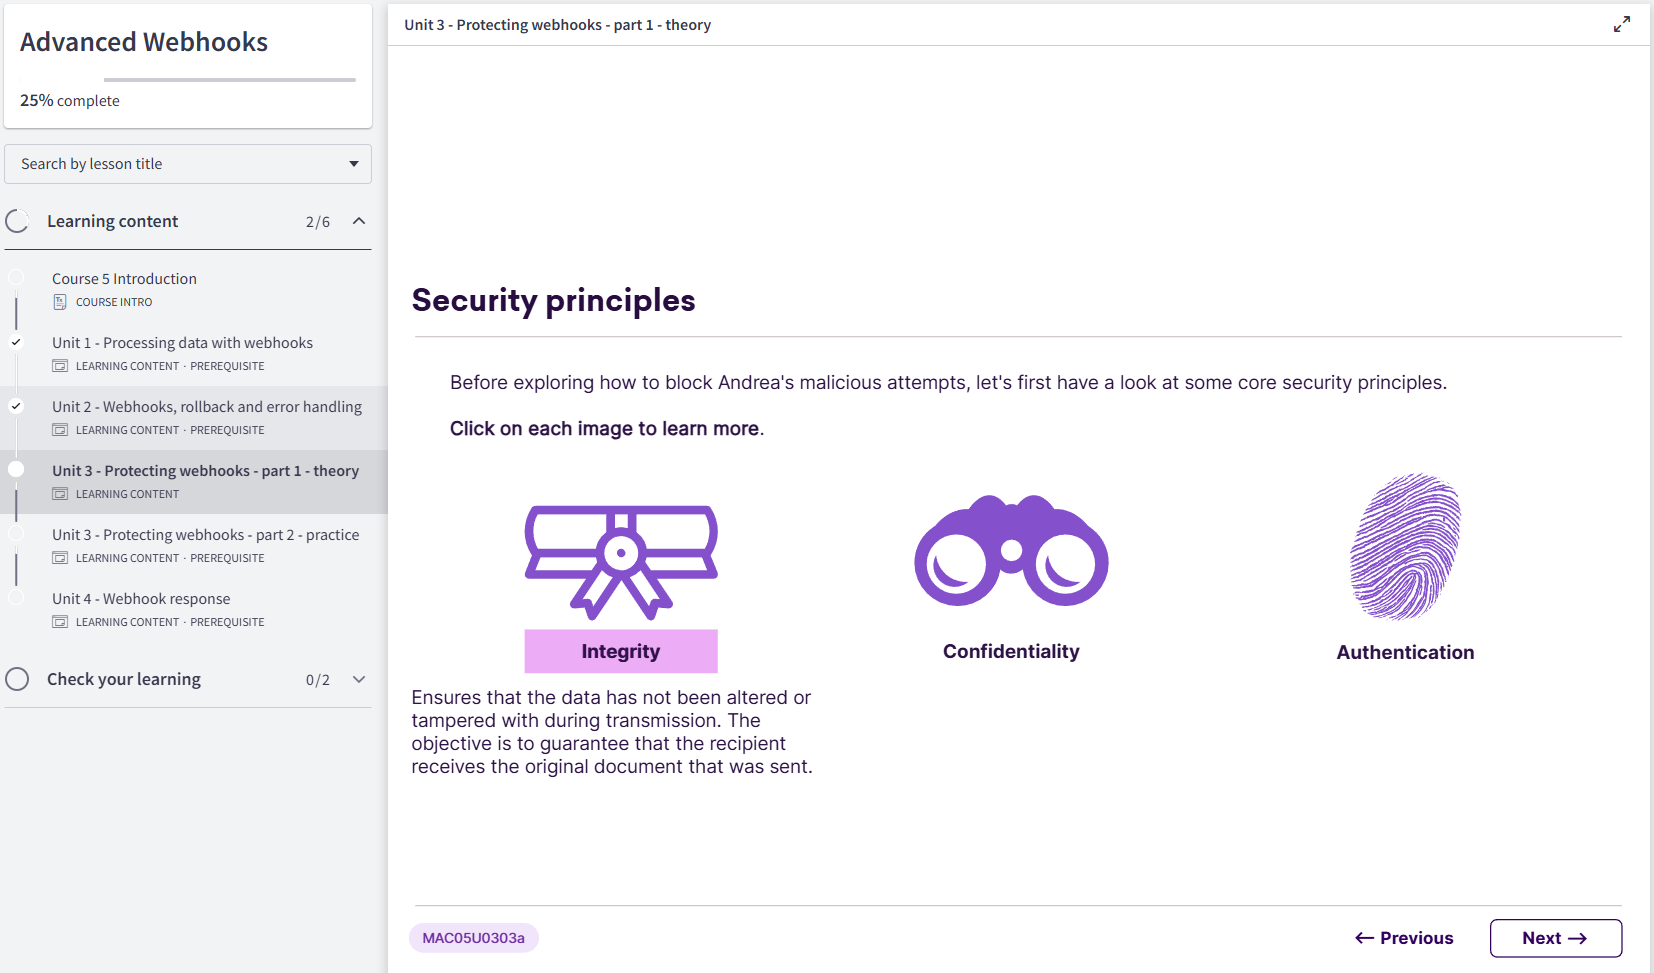 Advanced Webhooks
25% complete
Search by lesson title
Learning content 2/6
Course 5 Introduction
COURSE INTRO
Unit 1 - Processing data with webhooks
LEARNING CONTENT · PREREQUISITE
Unit 2 - Webhooks, rollback and error handling
LEARNING CONTENT · PREREQUISITE
Unit 3 - Protecting webhooks - part 1 - theory
LEARNING CONTENT
Unit 3 - Protecting webhooks - part 2 - practice
LEARNING CONTENT · PREREQUISITE
Unit 4 - Webhook response
LEARNING CONTENT · PREREQUISITE
Check your learning 0/2
Unit 3 - Protecting webhooks - part 1 - theory
Security principles
Before exploring how to block Andrea's malicious attempts, let's first have a look at some core security principles.
Click on each image to learn more.
Integrity
Confidentiality
Authentication
Ensures that the data has not been altered or
tampered with during transmission. The
objective is to guarantee that the recipient
receives the original document that was sent.
MAC05U0303a
← Previous
Next →